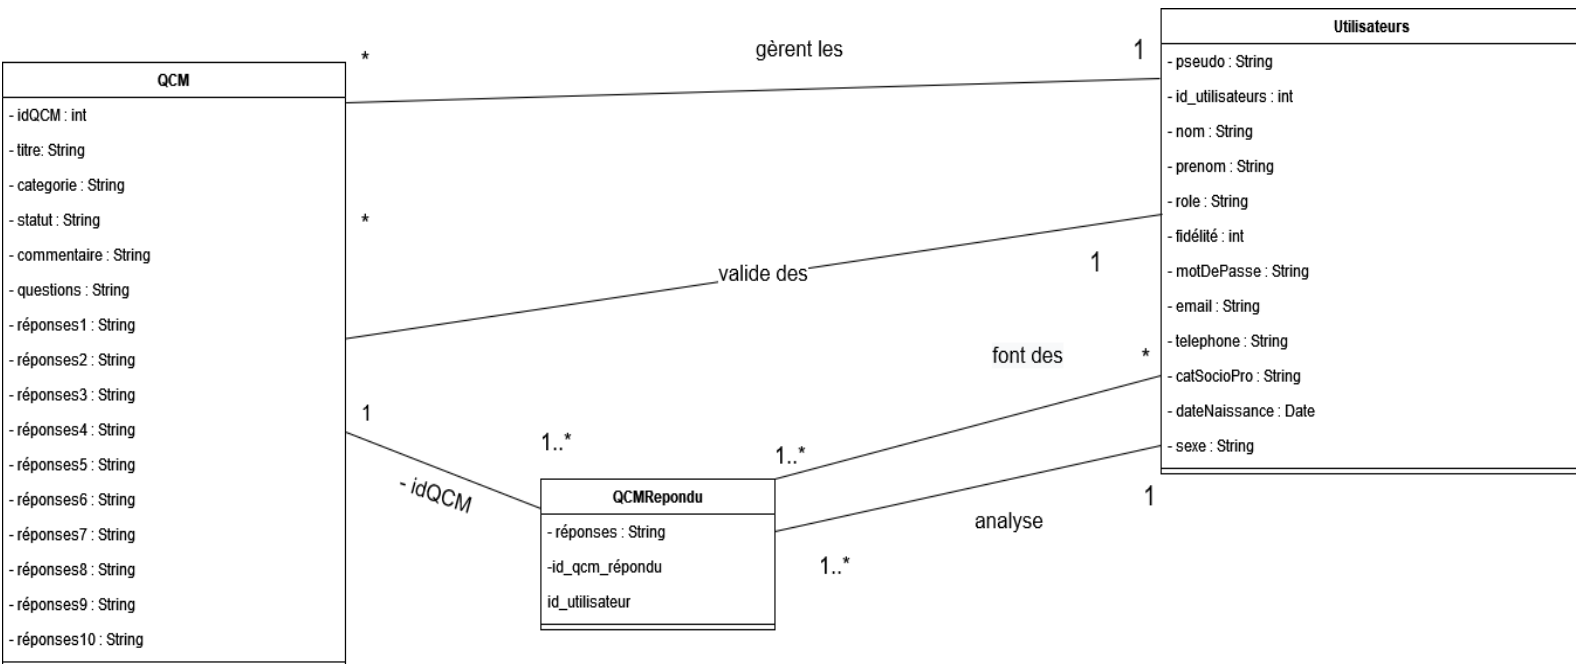 QCM
- idQCM : int
- titre: String
- categorie : String
- statut : String
- commentaire : String
- questions : String
- réponses1 : String
- réponses2 : String
- réponses3 : String
- réponses4 : String
- réponses5 : String
- réponses6 : String
- réponses7 : String
- réponses8 : String
- réponses9 : String
- réponses10 : String
*
gèrent les
1
*
valide des
1
1
- idQCM
1..*
font des
*
1..*
analyse
1
1..*
QCMRepondu
- réponses : String
-id_qcm_répondu
id_utilisateur
Utilisateurs
- pseudo : String
- id_utilisateurs : int
- nom : String
- prenom : String
- role : String
- fidélité : int
- motDePasse : String
- email : String
- telephone : String
- catSocioPro : String
- dateNaissance : Date
- sexe : String